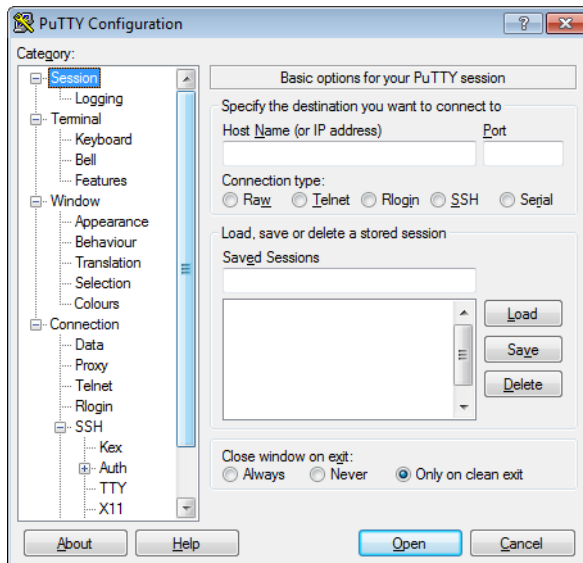 PuTTY Configuration
Category:
Session
Logging
Terminal
Keyboard
Bell
Features
Window
Appearance
Behaviour
Translation
Selection
Colours
Connection
Data
Proxy
Telnet
Rlogin
SSH
Kex
Auth
TTY
X11
Basic options for your PuTTY session
Specify the destination you want to connect to
Host Name (or IP address) Port
Connection type:
Raw Telnet Rlogin SSH Serial
Load, save or delete a stored session
Saved Sessions
Load
Save
Delete
Close window on exit:
Always Never Only on clean exit
About Help Open Cancel